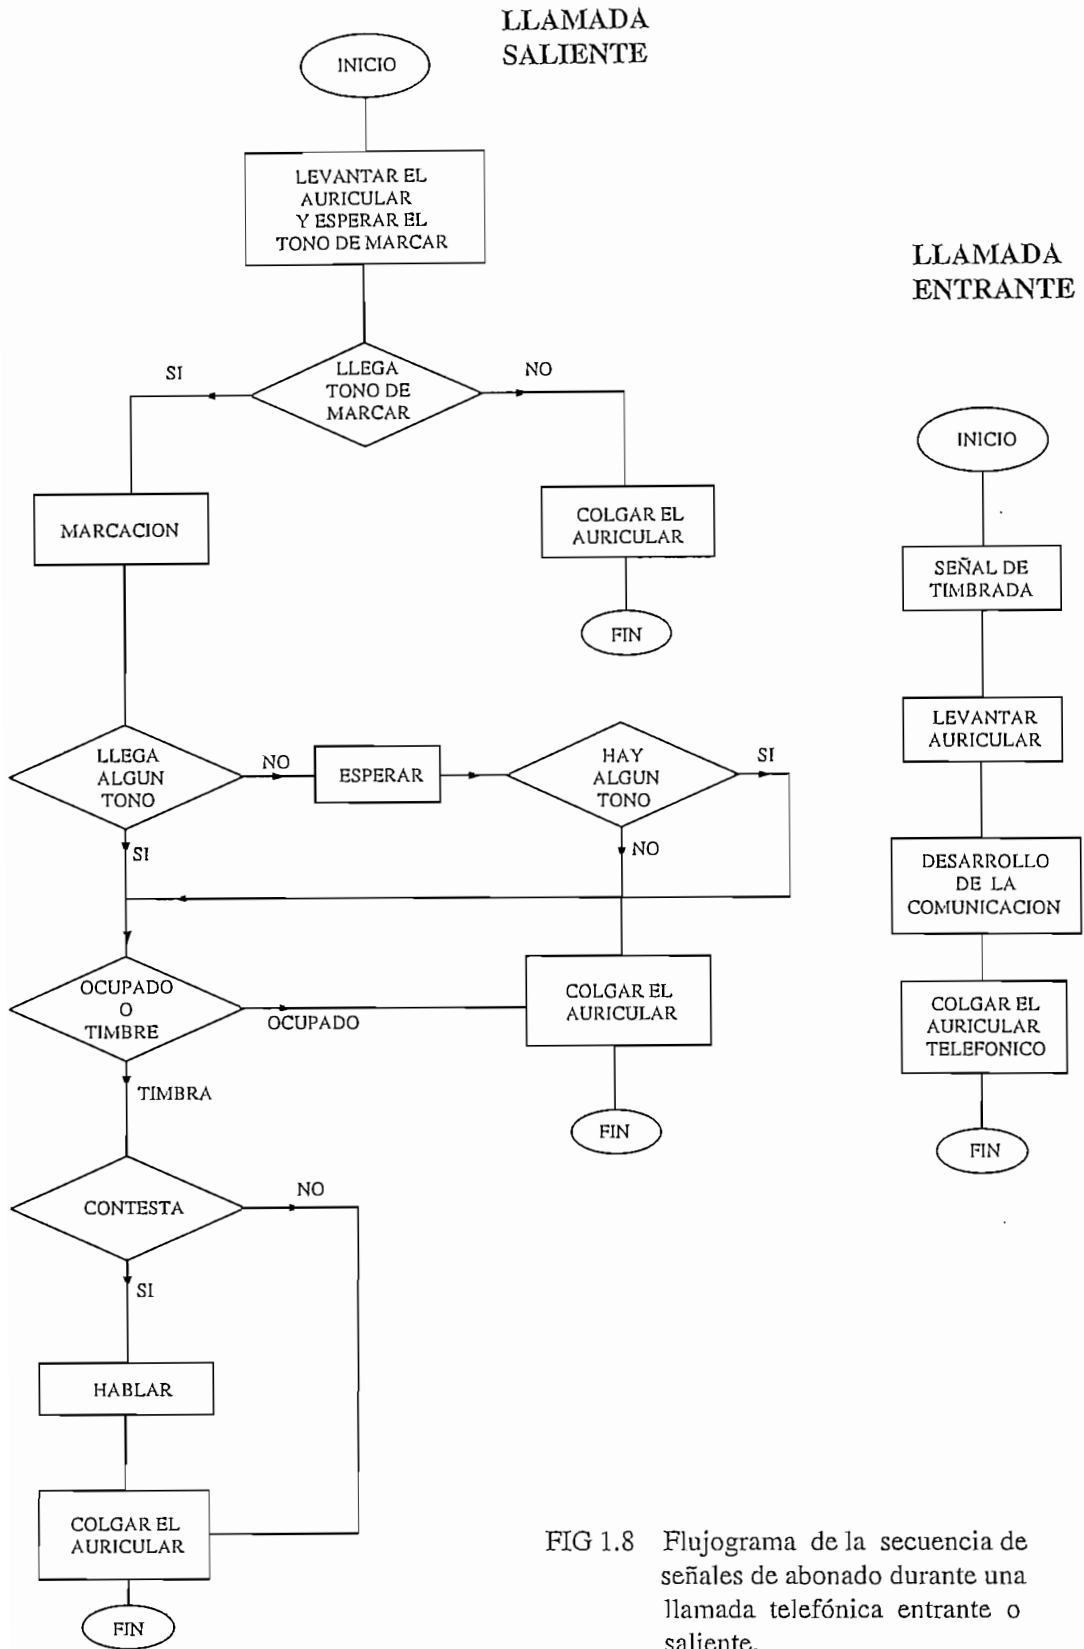 LLAMADA
SALIENTE
INICIO
LEVANTAR EL
AURICULAR
Y ESPERAR EL
TONO DE MARCAR
LLEGA
TONO DE
MARCAR
SI
NO
MARCACION
COLGAR EL
AURICULAR
FIN
LLEGA
ALGUN
TONO
NO
ESPERAR
HAY
ALGUN
TONO
SI
SI
NO
OCUPADO
O
TIMBRE
OCUPADO
COLGAR EL
AURICULAR
FIN
TIMBRA
CONTESTA
NO
SI
HABLAR
COLGAR EL
AURICULAR
FIN
LLAMADA
ENTRANTE
INICIO
SEÑAL DE
TIMBRADA
LEVANTAR
AURICULAR
DESARROLLO
DE LA
COMUNICACION
COLGAR EL
AURICULAR
TELEFONICO
FIN
FIG 1.8 Flujograma de la secuencia de
señales de abonado durante una
llamada telefónica entrante o
saliente.